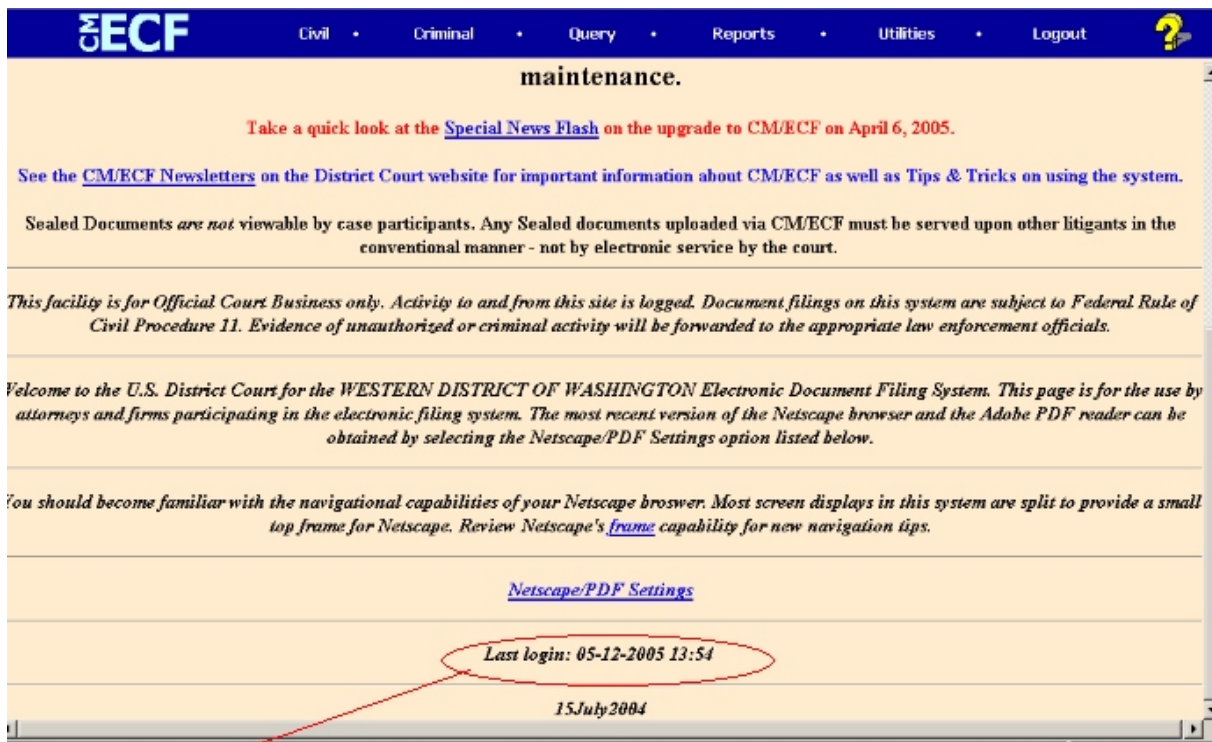 CM ECF Civil • Criminal • Query • Reports • Utilities • Logout ?
maintenance.
Take a quick look at the Special News Flash on the upgrade to CM/ECF on April 6, 2005.
See the CM/ECF Newsletters on the District Court website for important information about CM/ECF as well as Tips & Tricks on using the system.
Sealed Documents are not viewable by case participants. Any Sealed documents uploaded via CM/ECF must be served upon other litigants in the
conventional manner - not by electronic service by the court.
This facility is for Official Court Business only. Activity to and from this site is logged. Document filings on this system are subject to Federal Rule of
Civil Procedure 11. Evidence of unauthorized or criminal activity will be forwarded to the appropriate law enforcement officials.
Welcome to the U.S. District Court for the WESTERN DISTRICT OF WASHINGTON Electronic Document Filing System. This page is for the use by
attorneys and firms participating in the electronic filing system. The most recent version of the Netscape browser and the Adobe PDF reader can be
obtained by selecting the Netscape/PDF Settings option listed below.
You should become familiar with the navigational capabilities of your Netscape broswer. Most screen displays in this system are split to provide a small
top frame for Netscape. Review Netscape's frame capability for new navigation tips.
Netscape/PDF Settings
Last login: 05-12-2005 13:54
15July2004